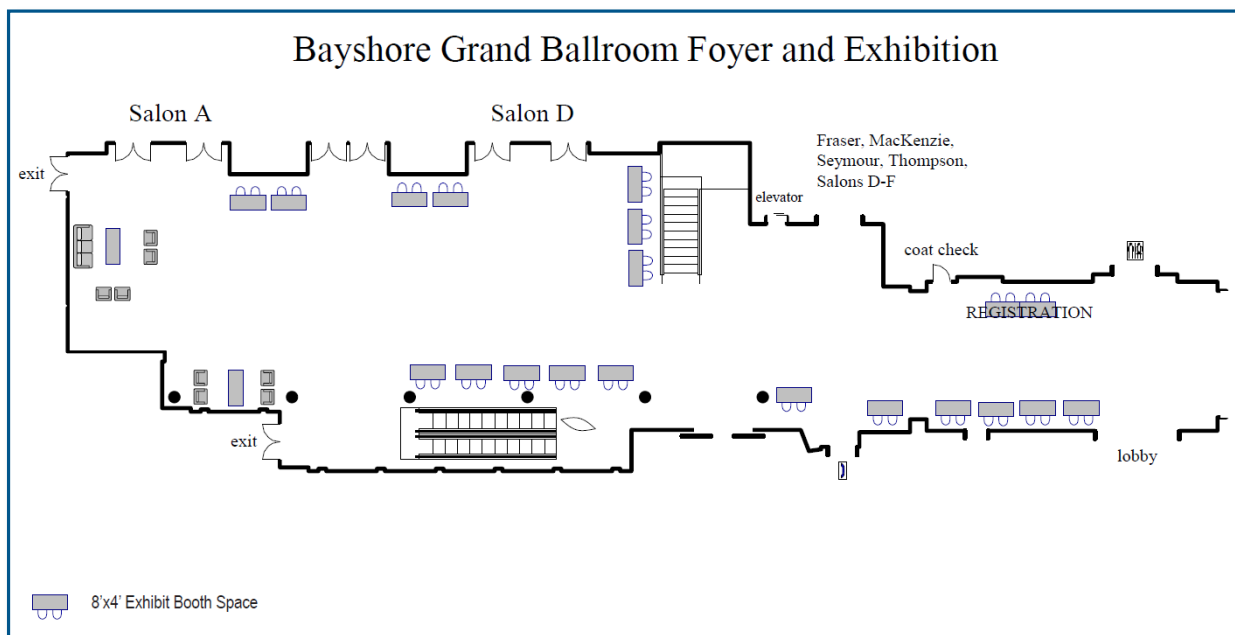 Bayshore Grand Ballroom Foyer and Exhibition
Salon A
Salon D
Fraser, MacKenzie,
Seymour, Thompson,
Salons D-F
exit
elevator
coat check
REGISTRATION
exit
lobby
8'x4' Exhibit Booth Space